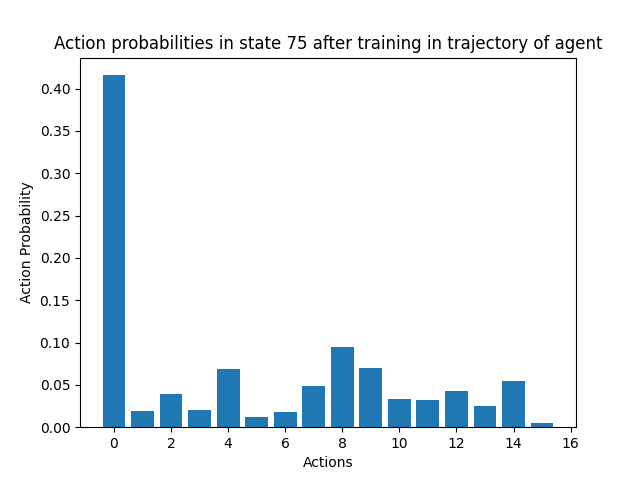 Action probabilities in state 75 after training in trajectory of agent
0.40
0.35
0.30
0.25
0.20
0.15
0.10
0.05
0.00
Action Probability
0 2 4 6 8 10 12 14 16
Actions